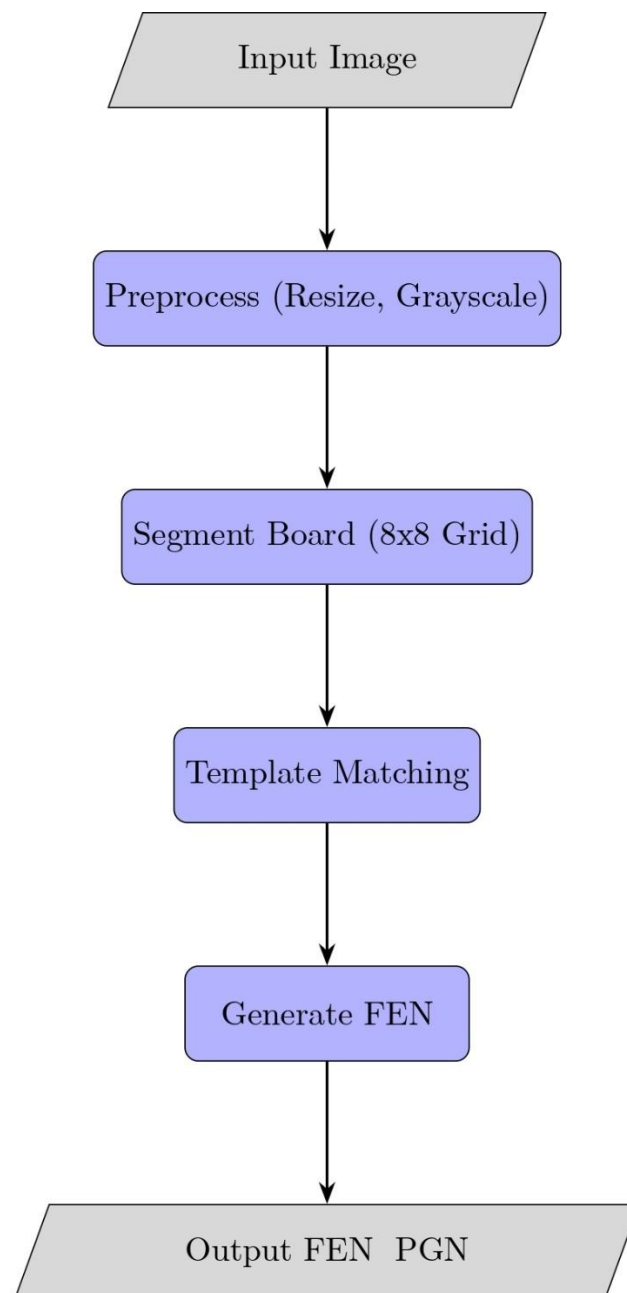 Input Image
Preprocess (Resize, Grayscale)
Segment Board (8x8 Grid)
Template Matching
Generate FEN
Output FEN  PGN